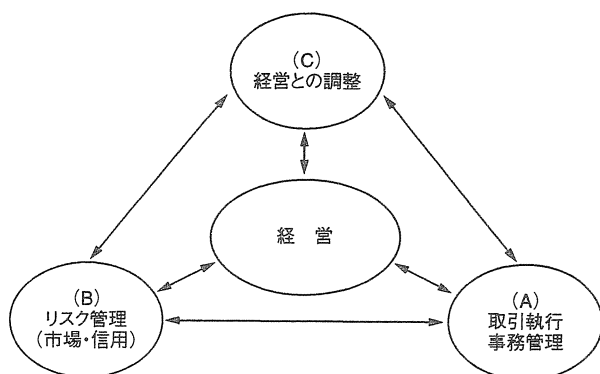 (C)
経営との調整
経 営
(B)
リスク管理
(市場・信用)
(A)
取引執行
事務管理